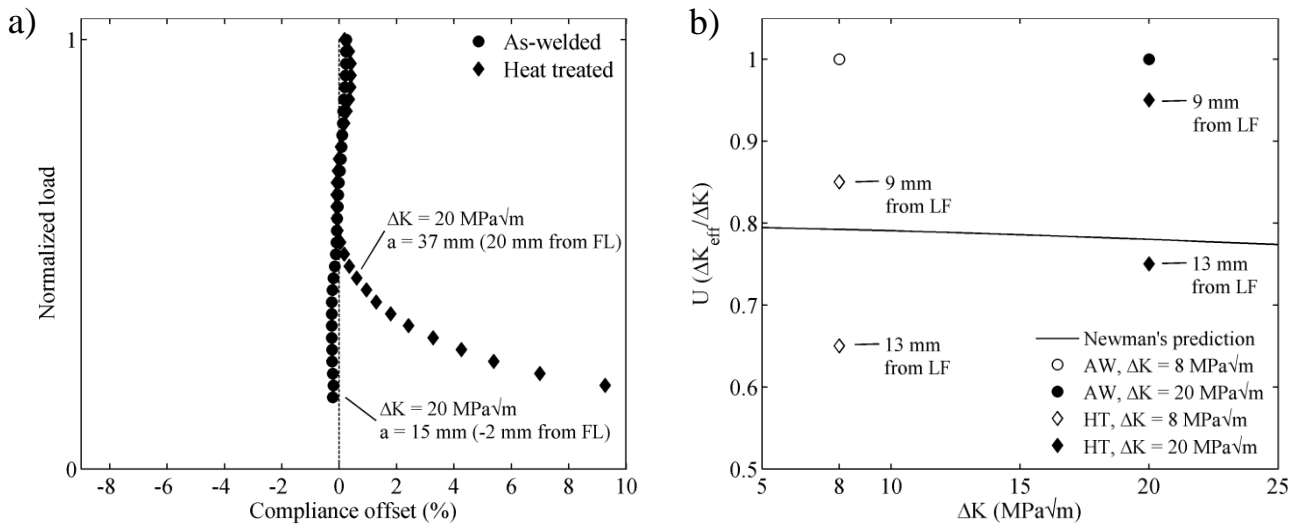 a)
1
As-welded
Heat treated
Normalized load
ΔK = 20 MPa√m
a = 37 mm (20 mm from FL)
ΔK = 20 MPa√m
a = 15 mm (-2 mm from FL)
0
-8 -6 -4 -2 0 2 4 6 8 10
Compliance offset (%)
b)
1
0.9
0.8
0.7
0.6
0.5
U (ΔKeff/ΔK)
9 mm
from LF
9 mm
from LF
13 mm
from LF
13 mm
from LF
Newman's prediction
AW, ΔK = 8 MPa√m
AW, ΔK = 20 MPa√m
HT, ΔK = 8 MPa√m
HT, ΔK = 20 MPa√m
5 8 10 15 20 25
ΔK (MPa√m)